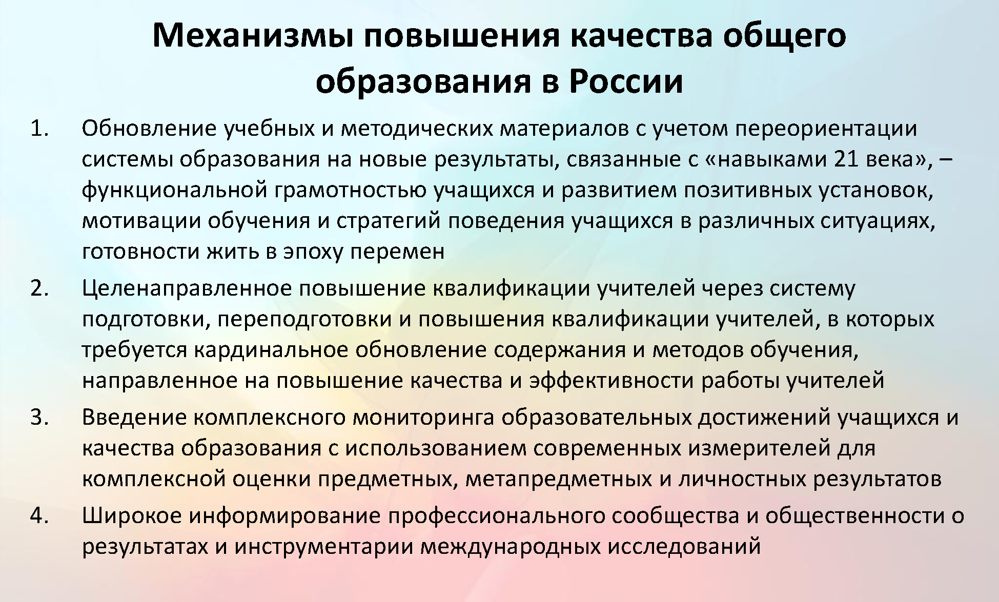 Механизмы повышения качества общего
образования в России
1. Обновление учебных и методических материалов с учетом переориентации
системы образования на новые результаты, связанные с «навыками 21 века», –
функциональной грамотностью учащихся и развитием позитивных установок,
мотивации обучения и стратегий поведения учащихся в различных ситуациях,
готовности жить в эпоху перемен
2. Целенаправленное повышение квалификации учителей через систему
подготовки, переподготовки и повышения квалификации учителей, в которых
требуется кардинальное обновление содержания и методов обучения,
направленное на повышение качества и эффективности работы учителей
3. Введение комплексного мониторинга образовательных достижений учащихся и
качества образования с использованием современных измерителей для
комплексной оценки предметных, метапредметных и личностных результатов
4. Широкое информирование профессионального сообщества и общественности о
результатах и инструментарии международных исследований